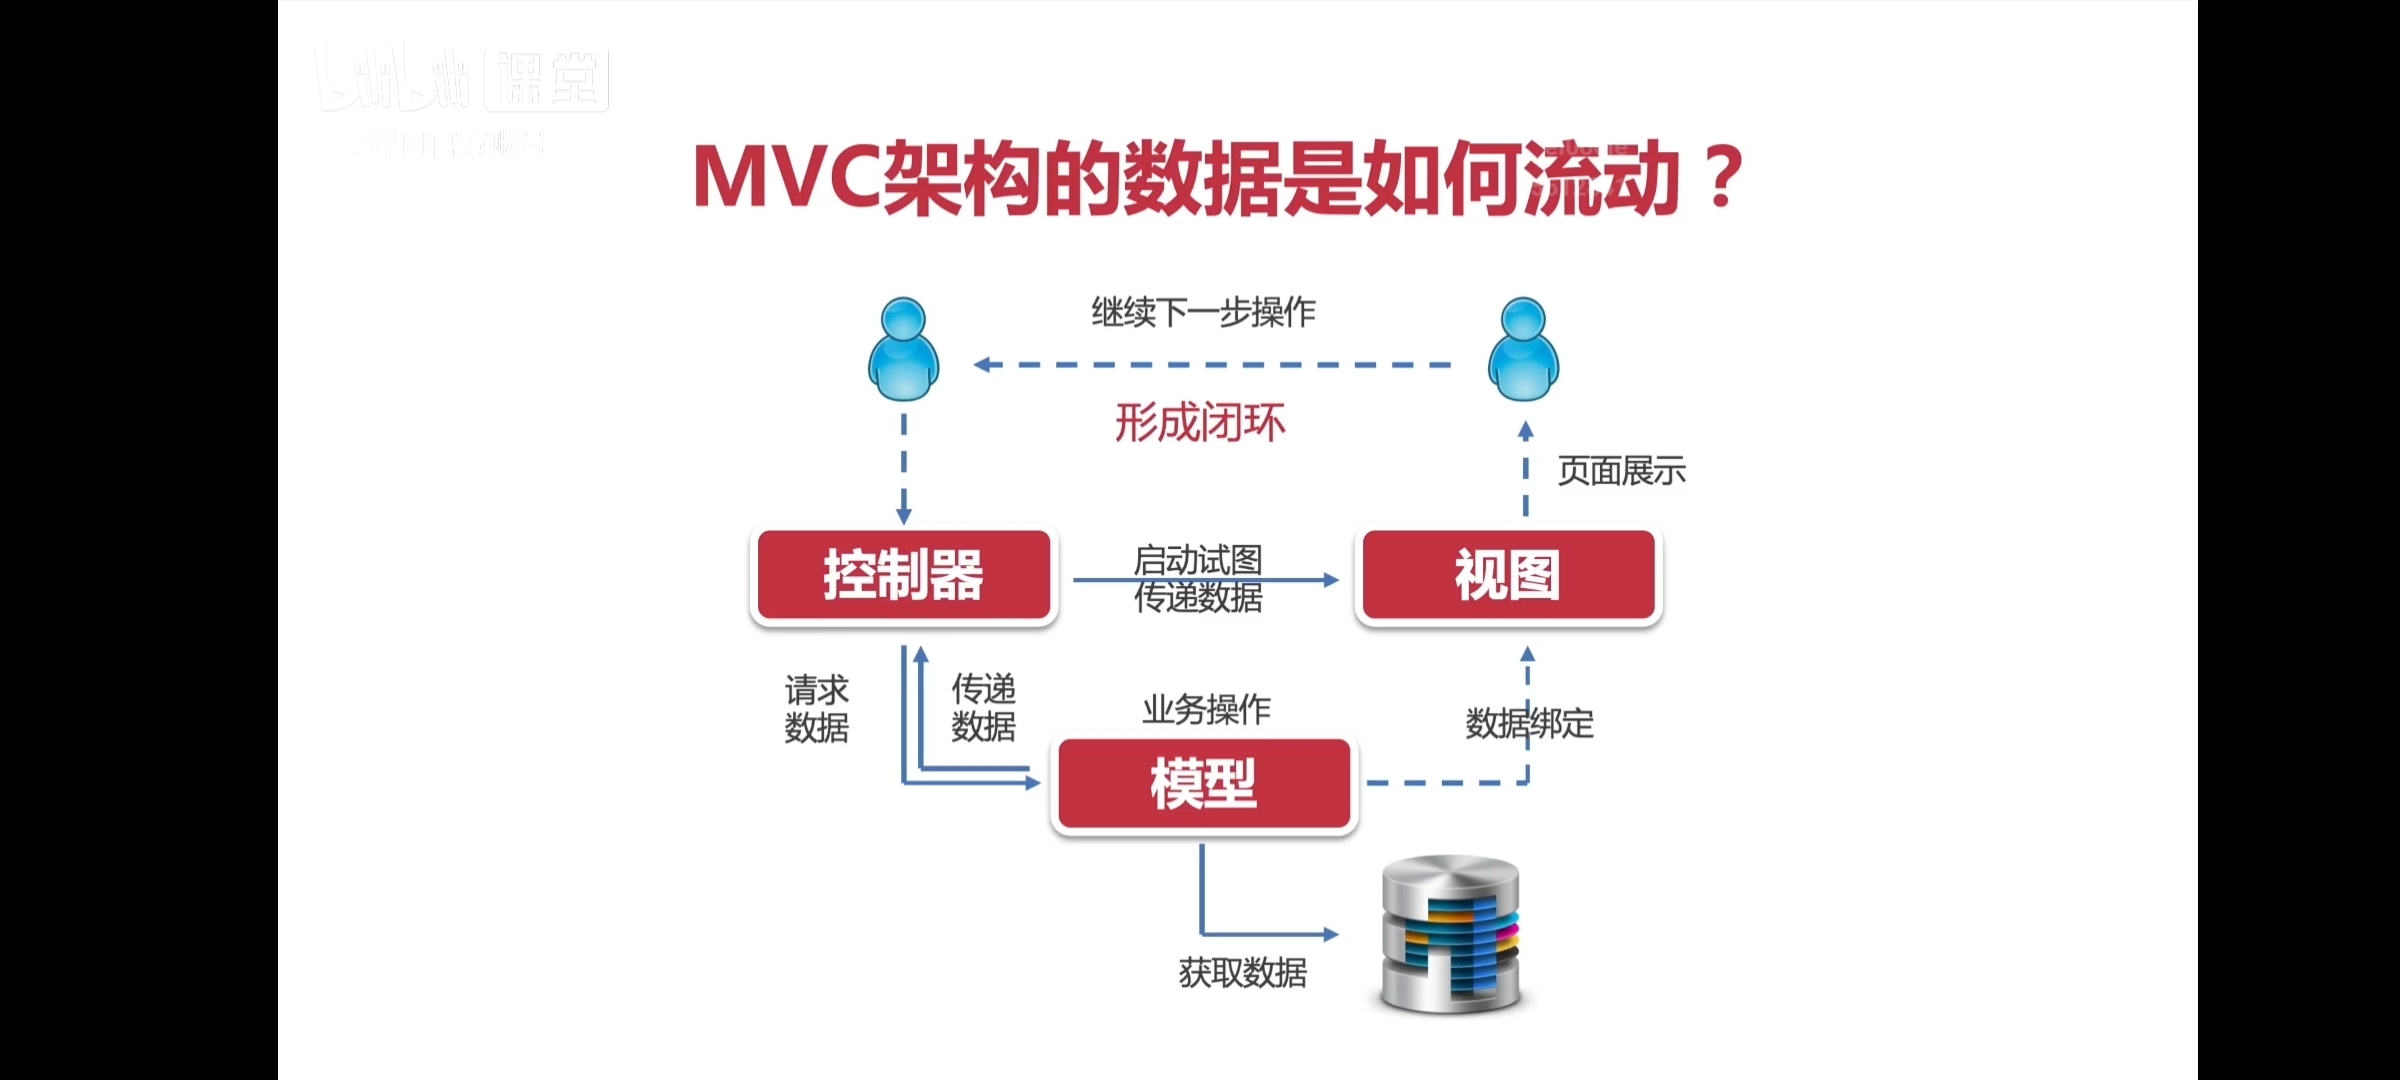 bilibili 课堂
MVC架构的数据是如何流动？
继续下一步操作
形成闭环
页面展示
控制器
启动试图
传递数据
视图
请求
数据
传递
数据
业务操作
数据绑定
模型
获取数据